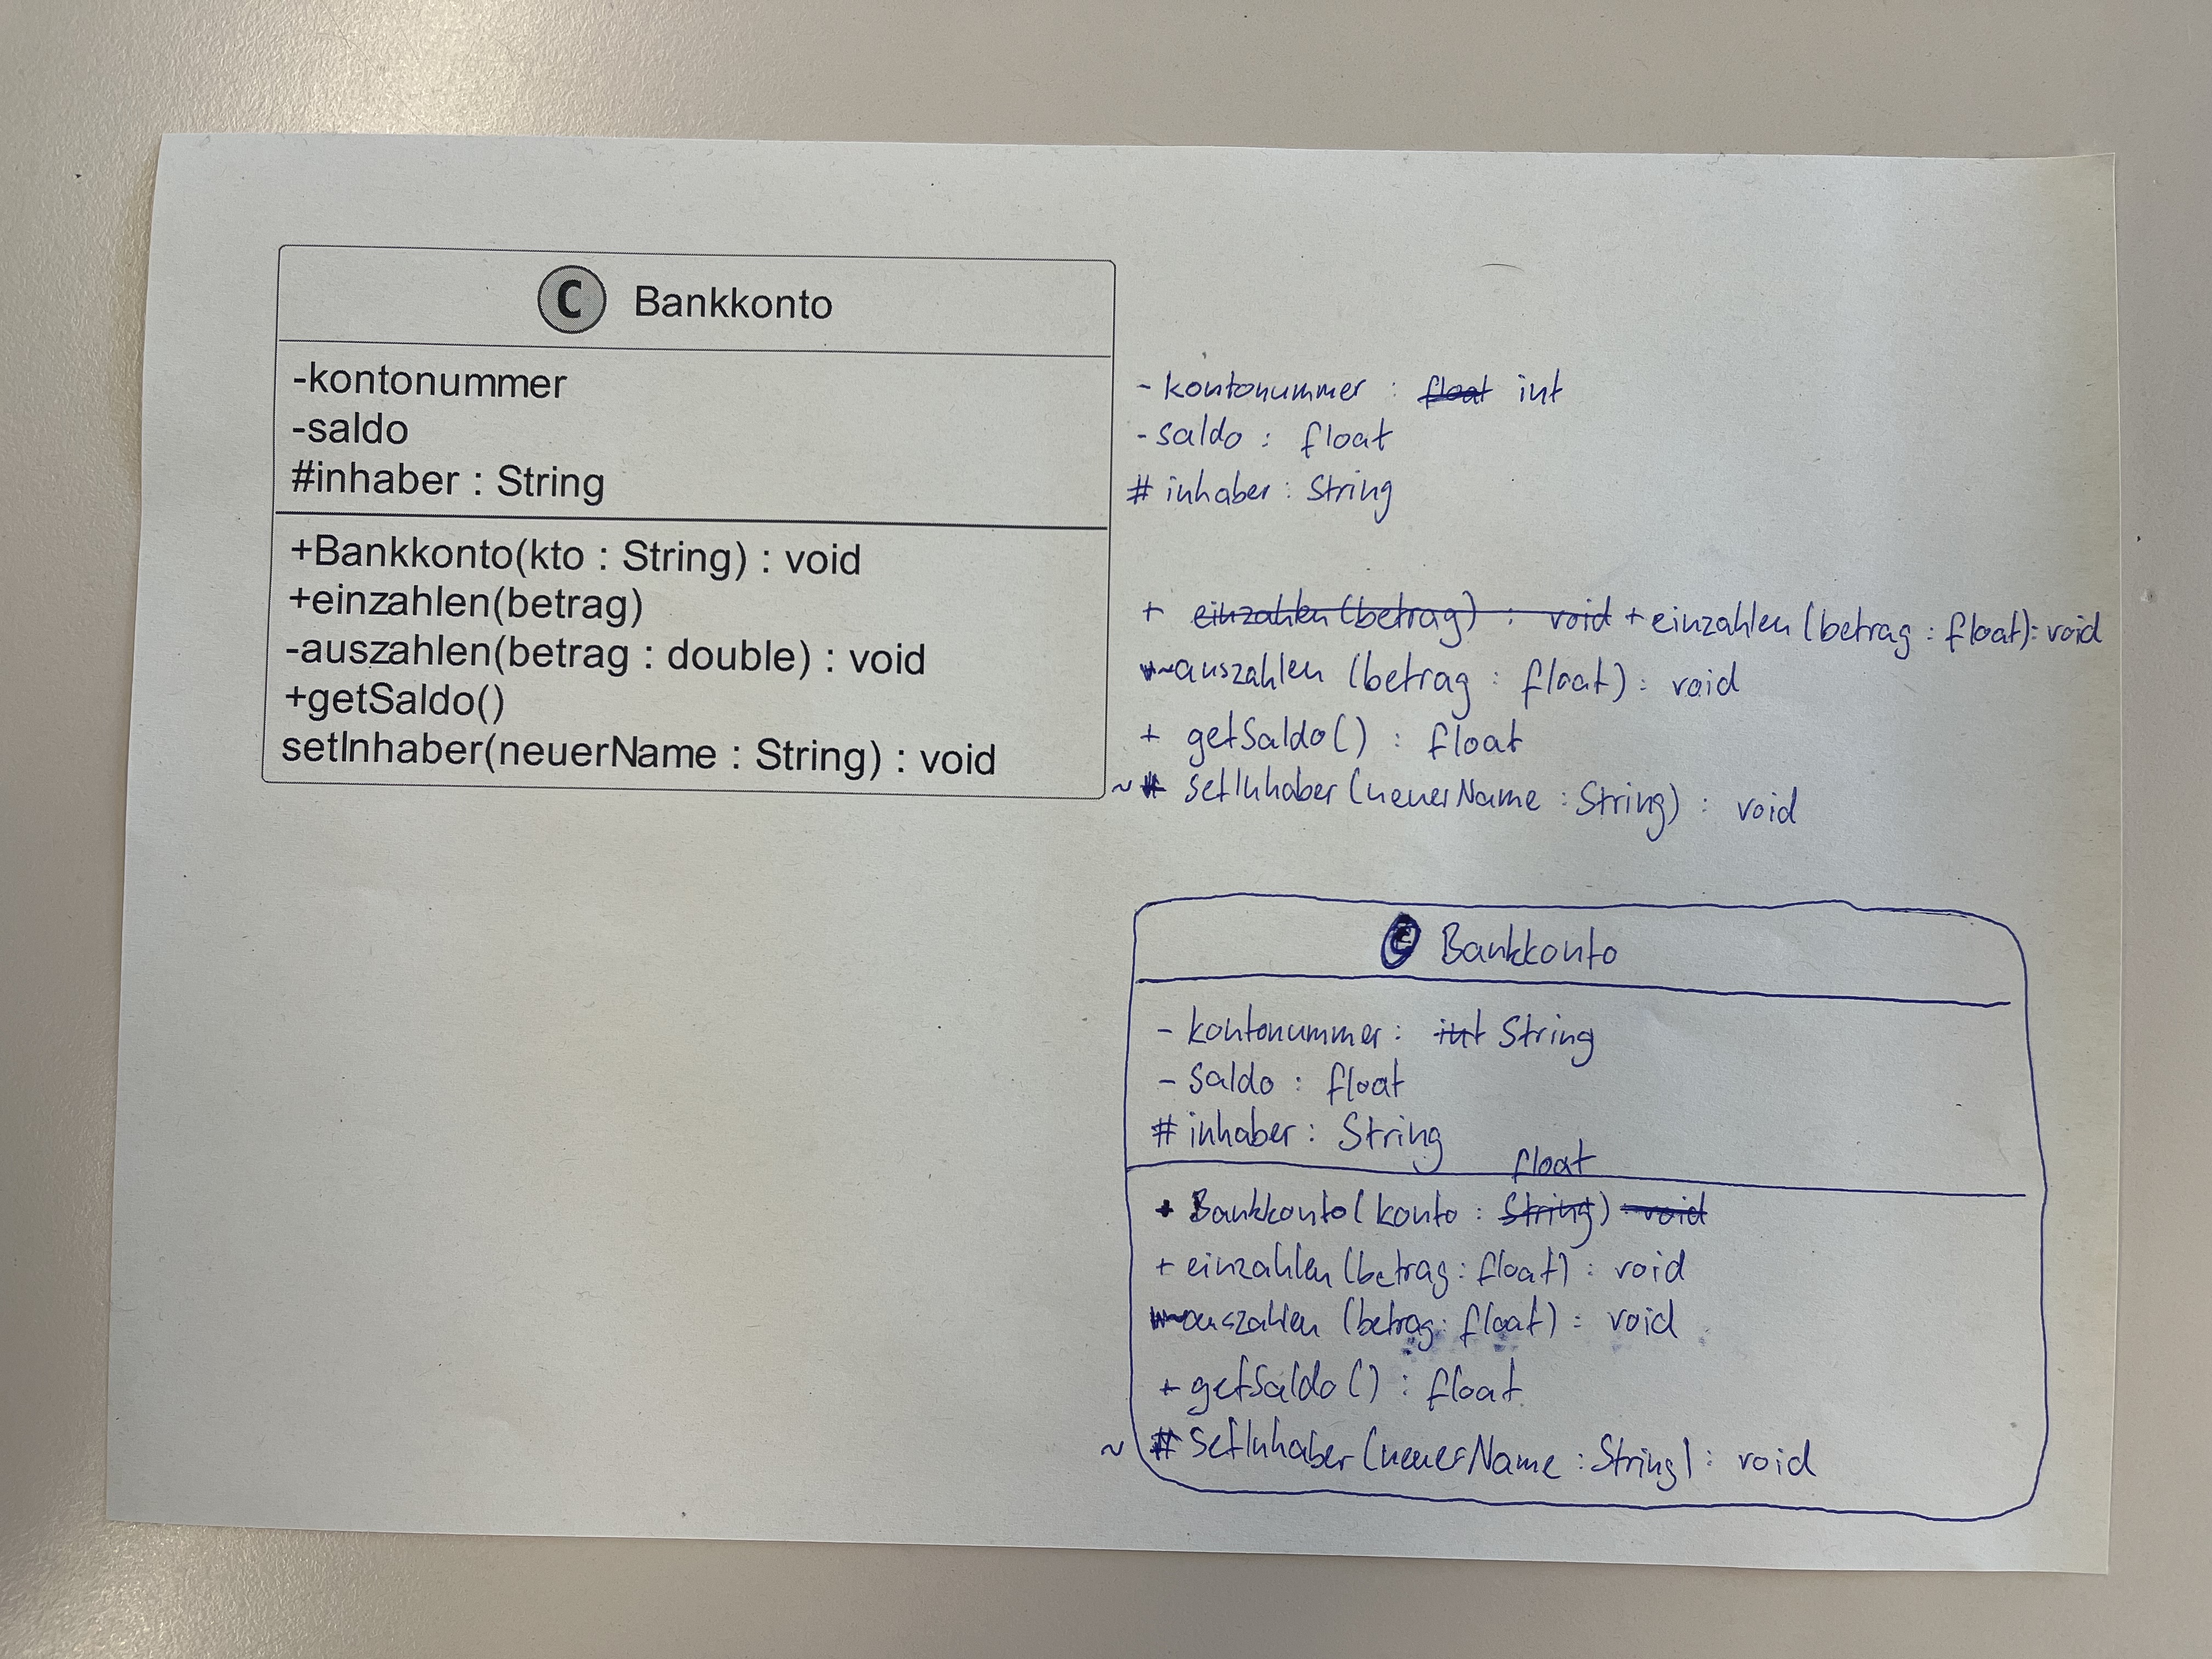 C Bankkonto
-kontonummer
-saldo
#inhaber : String
+Bankkonto(kto : String) : void
+einzahlen(betrag)
-auszahlen(betrag : double) : void
+getSaldo()
setInhaber(neuerName : String) : void
- kontonummer : float int
- saldo : float
# inhaber : String
+ einzahlen (betrag) : void + einzahlen (betrag : float) : void
~ auszahlen (betrag : float) : void
+ getSaldo() : float
~ # setInhaber (neuerName : String) : void
C Bankkonto
- kontonummer : int String
- saldo : float
# inhaber : String
float
+ Bankkonto (konto : String) : void
+ einzahlen (betrag : float) : void
~ auszahlen (betrag : float) : void
+ getSaldo () : float
~ # setInhaber (neuerName : String) : void